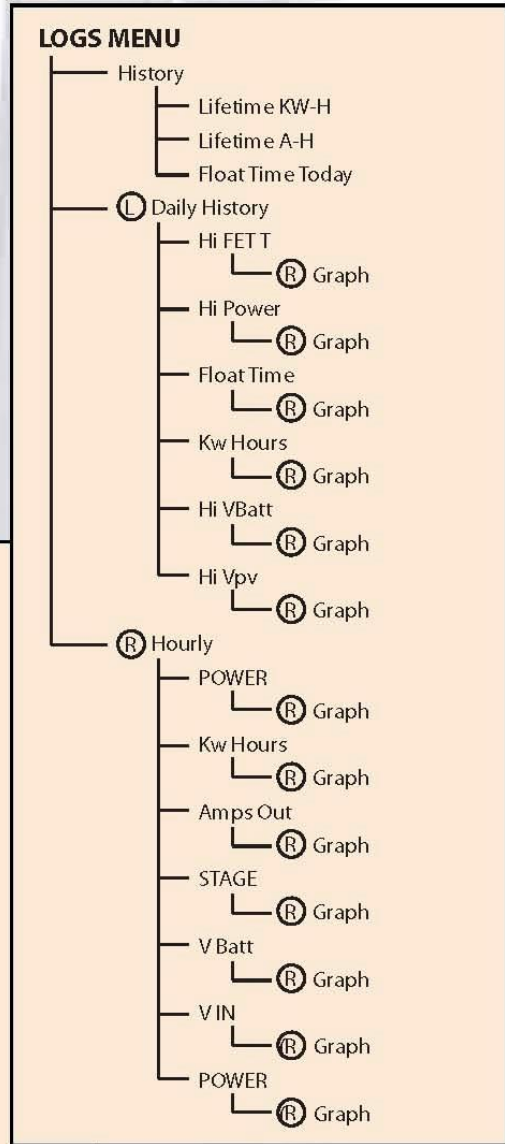 LOGS MENU
History
Lifetime KW-H
Lifetime A-H
Float Time Today
Ⓛ Daily History
Hi FET T
Ⓡ Graph
Hi Power
Ⓡ Graph
Float Time
Ⓡ Graph
Kw Hours
Ⓡ Graph
Hi VBatt
Ⓡ Graph
Hi Vpv
Ⓡ Graph
Ⓡ Hourly
POWER
Ⓡ Graph
Kw Hours
Ⓡ Graph
Amps Out
Ⓡ Graph
STAGE
Ⓡ Graph
V Batt
Ⓡ Graph
V IN
Ⓡ Graph
POWER
Ⓡ Graph